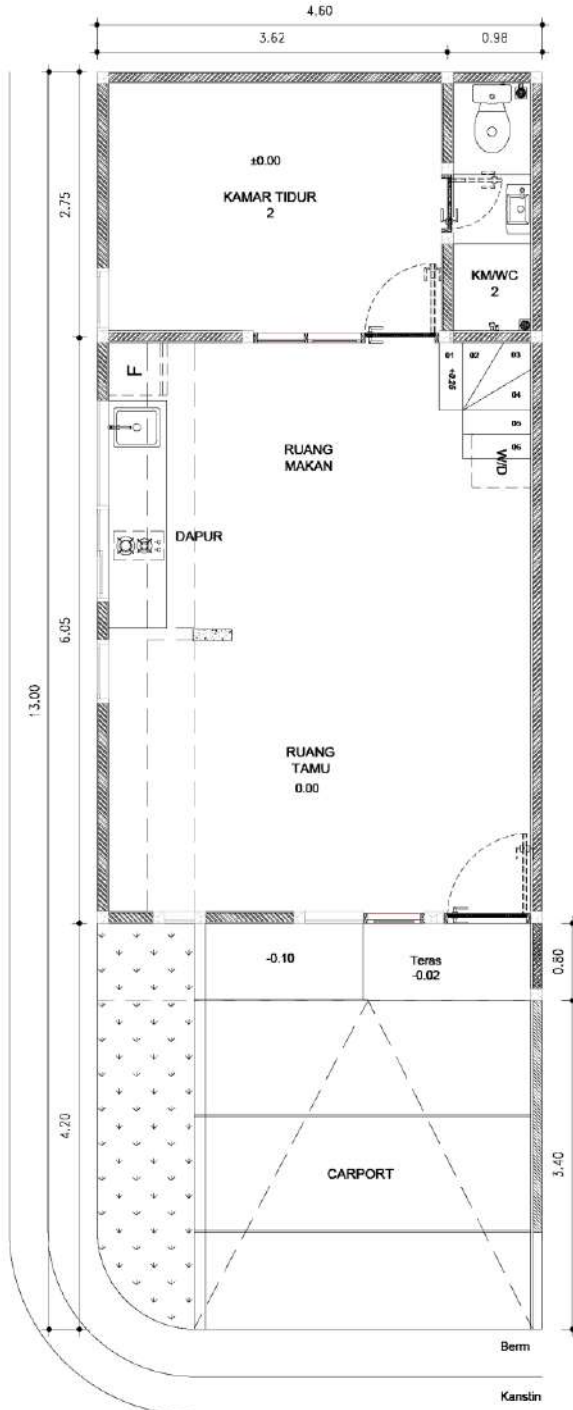 4.60
3.62
0.98
±0.00
KAMAR TIDUR
2
2.75
KM/WC
2
01
02
03
+0.26
04
05
06
F
W/D
RUANG
MAKAN
DAPUR
6.05
13.00
RUANG
TAMU
0.00
-0.10
Teras
-0.02
0.80
4.20
3.40
CARPORT
Berm
Kanstin